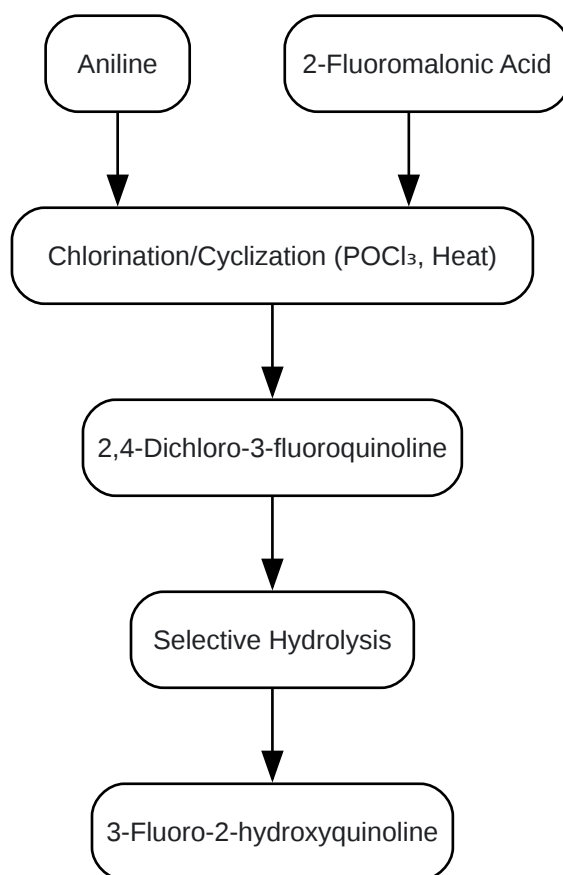 Aniline
2-Fluoromalonic Acid
Chlorination/Cyclization (POCl₃, Heat)
2,4-Dichloro-3-fluoroquinoline
Selective Hydrolysis
3-Fluoro-2-hydroxyquinoline